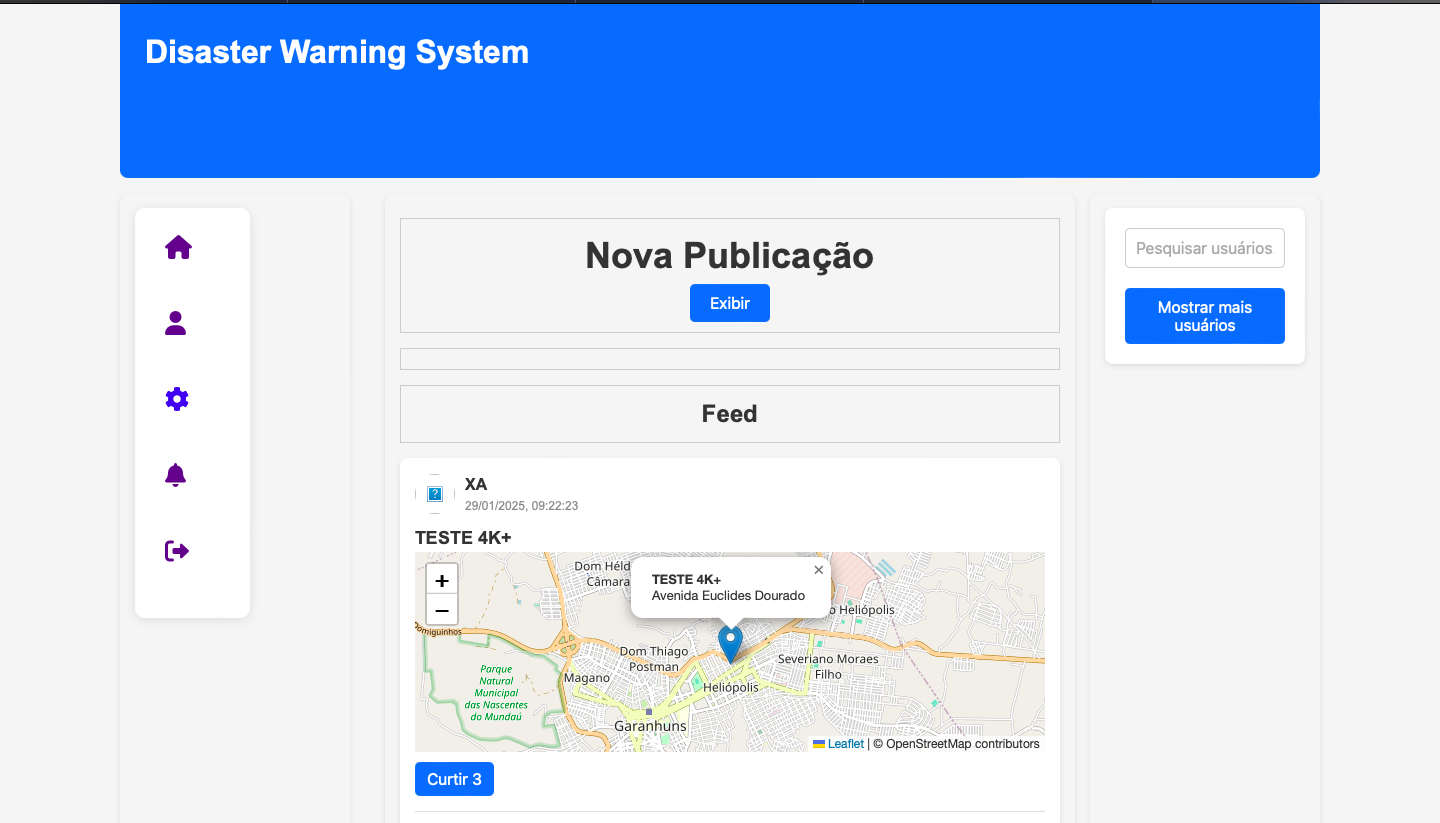 Disaster Warning System
Nova Publicação
Exibir
Feed
XA
29/01/2025, 09:22:23
TESTE 4K+
+
−
Dom Héld
Câmara
×
TESTE 4K+
Avenida Euclides Dourado
o Heliópolis
Domiguinhos
Dom Thiago
Postman
Severiano Moraes
Filho
Parque
Natural
Municipal
das Nascentes
do Mundaú
Magano
Heliópolis
Garanhuns
Leaflet | © OpenStreetMap contributors
Curtir 3
Pesquisar usuários
Mostrar mais
usuários